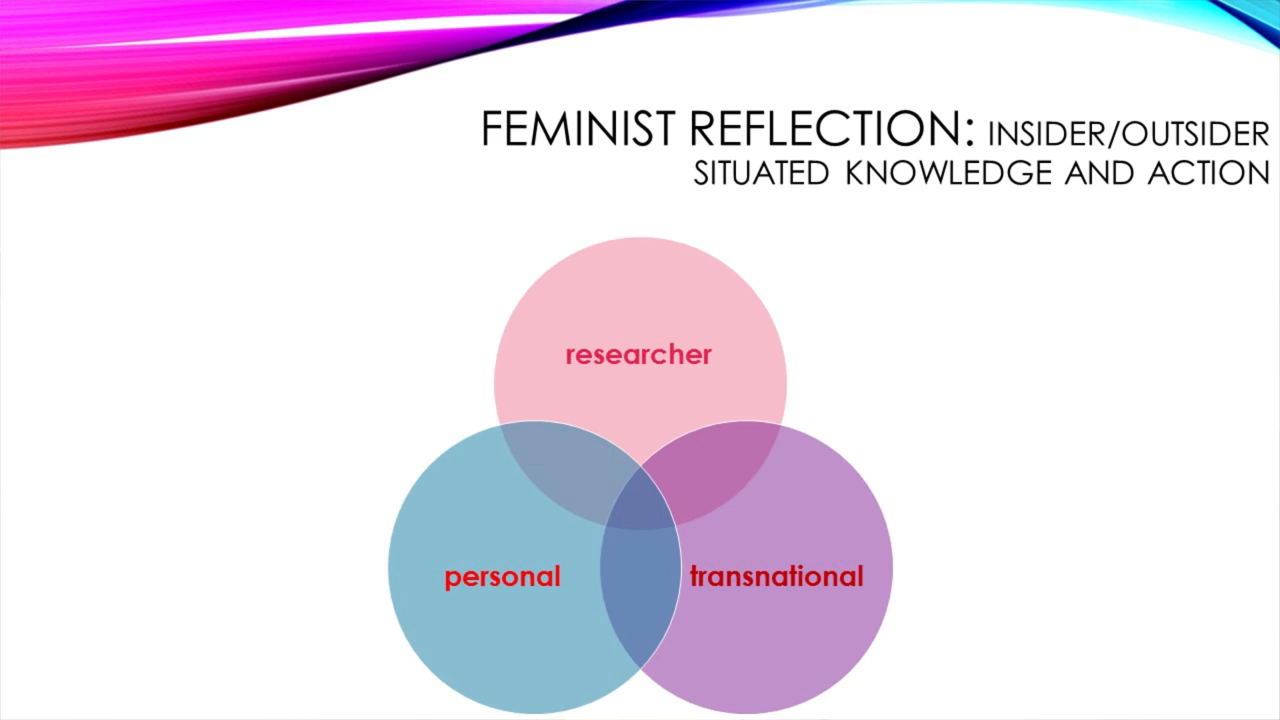 FEMINIST REFLECTION: INSIDER/OUTSIDER
SITUATED KNOWLEDGE AND ACTION
researcher
personal
transnational